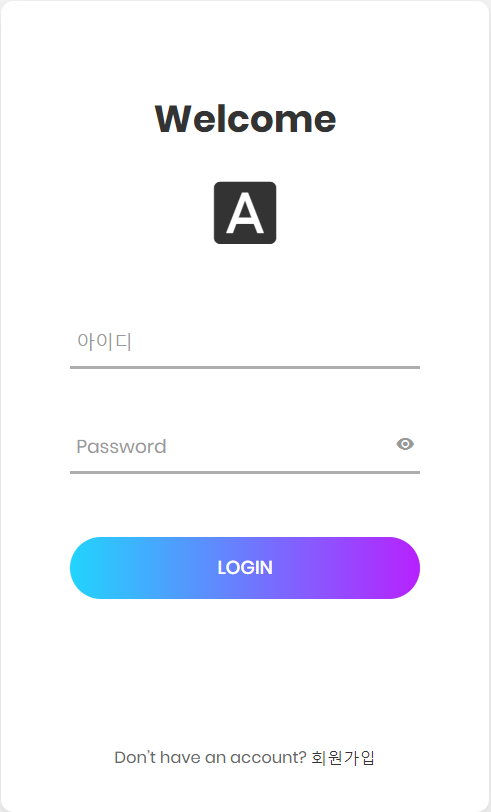 Welcome
A
아이디
Password
LOGIN
Don't have an account? 회원가입